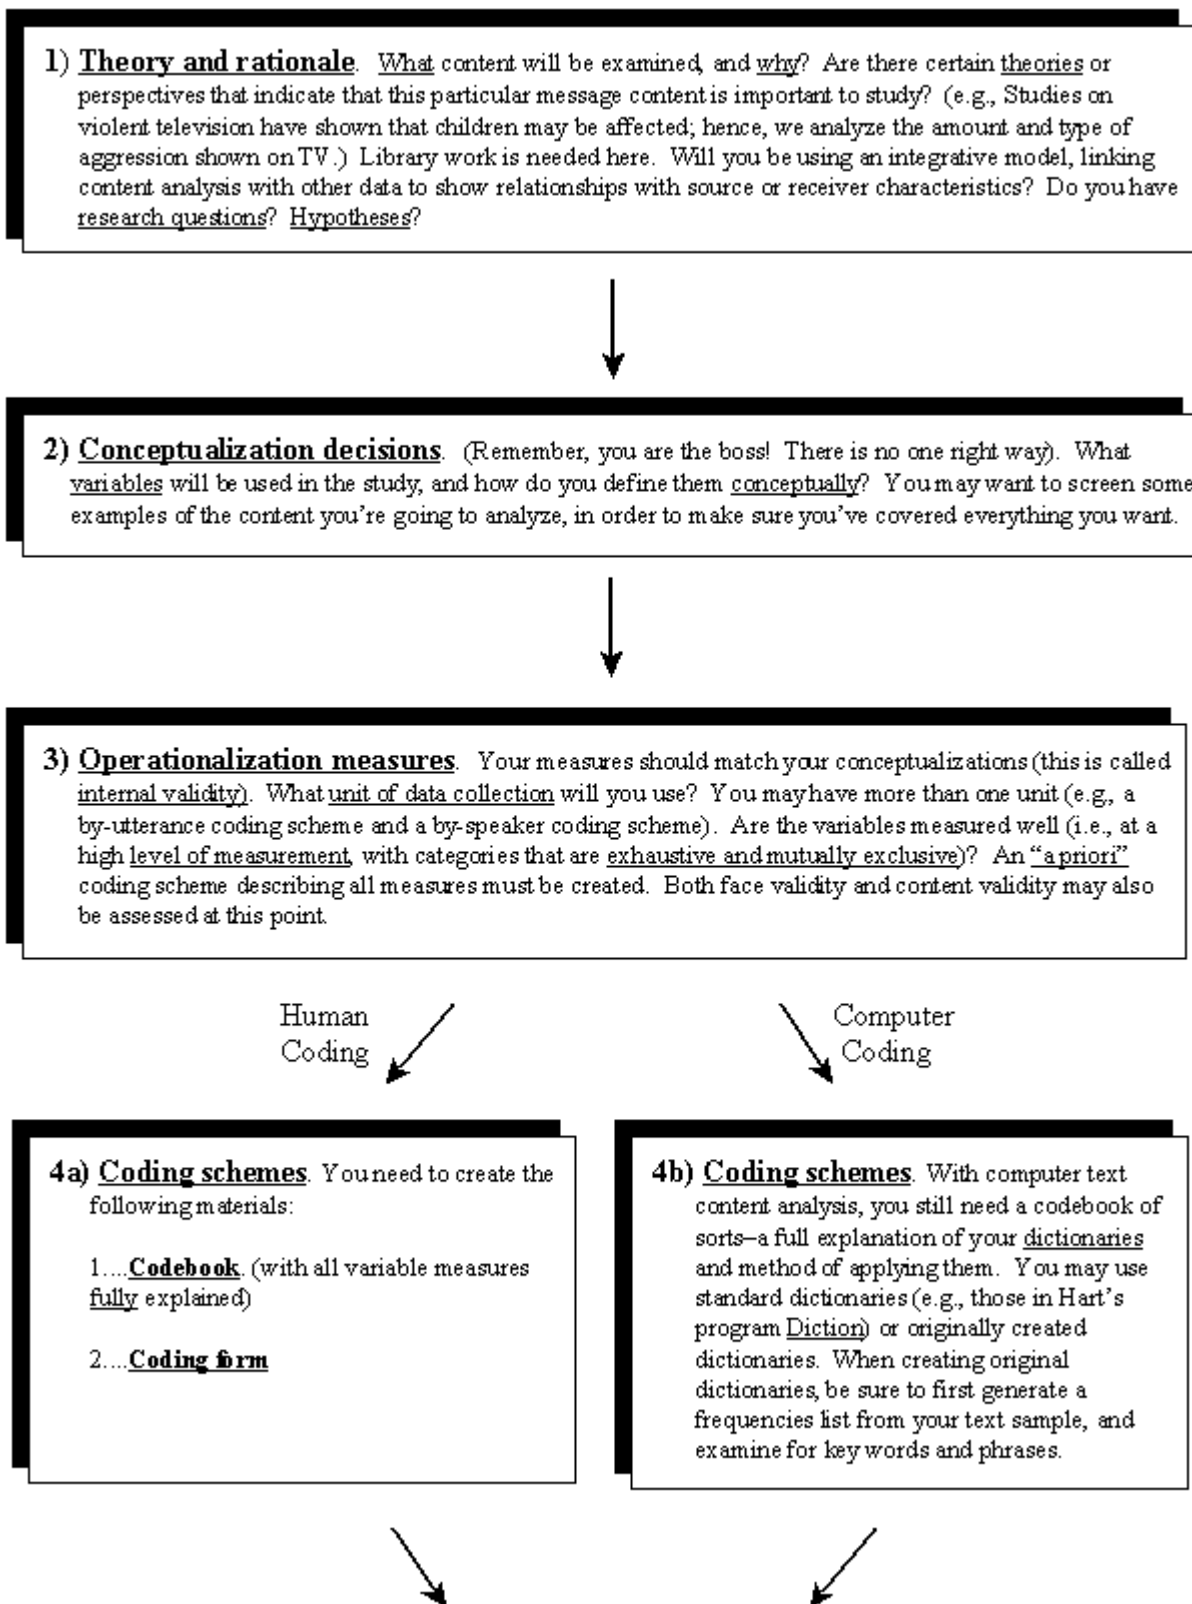 1) Theory and rationale. What content will be examined, and why? Are there certain theories or
perspectives that indicate that this particular message content is important to study? (e.g., Studies on
violent television have shown that children may be affected; hence, we analyze the amount and type of
aggression shown on TV.) Library work is needed here. Will you be using an integrative model, linking
content analysis with other data to show relationships with source or receiver characteristics? Do you have
research questions? Hypotheses?
2) Conceptualization decisions. (Remember, you are the boss! There is no one right way). What
variables will be used in the study, and how do you define them conceptually? You may want to screen some
examples of the content you're going to analyze, in order to make sure you've covered everything you want.
3) Operationalization measures. Your measures should match your conceptualizations (this is called
internal validity). What unit of data collection will you use? You may have more than one unit (e.g., a
by-utterance coding scheme and a by-speaker coding scheme). Are the variables measured well (i.e., at a
high level of measurement, with categories that are exhaustive and mutually exclusive)? An “a priori”
coding scheme describing all measures must be created. Both face validity and content validity may also
be assessed at this point.
Human
Coding
Computer
Coding
4a) Coding schemes. You need to create the
following materials:
1....Codebook. (with all variable measures
fully explained)
2....Coding form
4b) Coding schemes. With computer text
content analysis, you still need a codebook of
sorts–a full explanation of your dictionaries
and method of applying them. You may use
standard dictionaries (e.g., those in Hart's
program Diction) or originally created
dictionaries. When creating original
dictionaries, be sure to first generate a
frequencies list from your text sample, and
examine for key words and phrases.